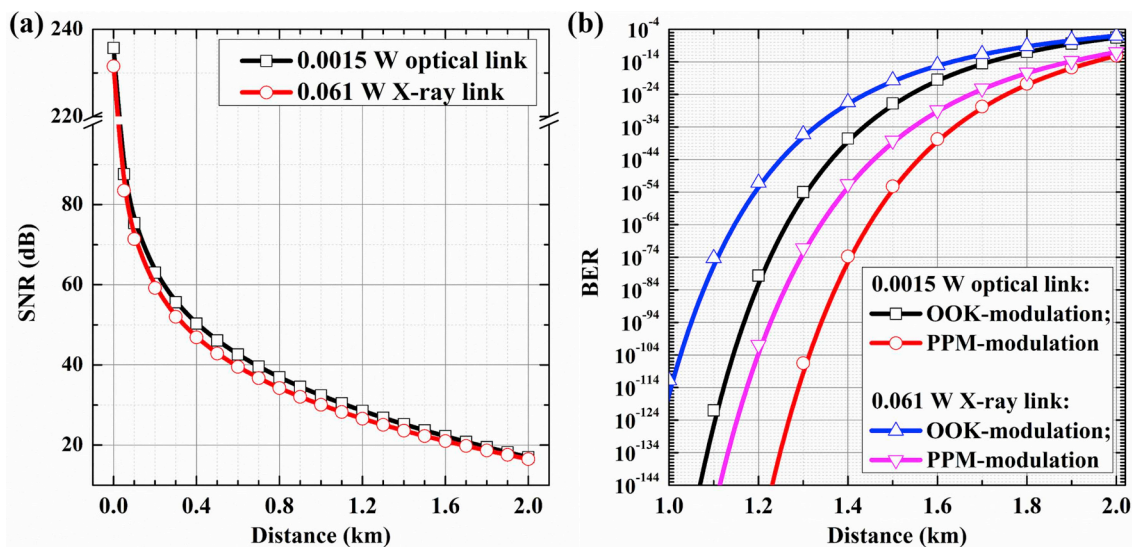 (a)
240
220
80
60
40
20
SNR (dB)
0.0015 W optical link
0.061 W X-ray link
0.0 0.4 0.8 1.2 1.6 2.0
Distance (km)
(b)
10-4
10-14
10-24
10-34
10-44
10-54
10-64
10-74
10-84
10-94
10-104
10-114
10-124
10-134
10-144
BER
0.0015 W optical link:
OOK-modulation;
PPM-modulation
0.061 W X-ray link:
OOK-modulation;
PPM-modulation
1.0 1.2 1.4 1.6 1.8 2.0
Distance (km)